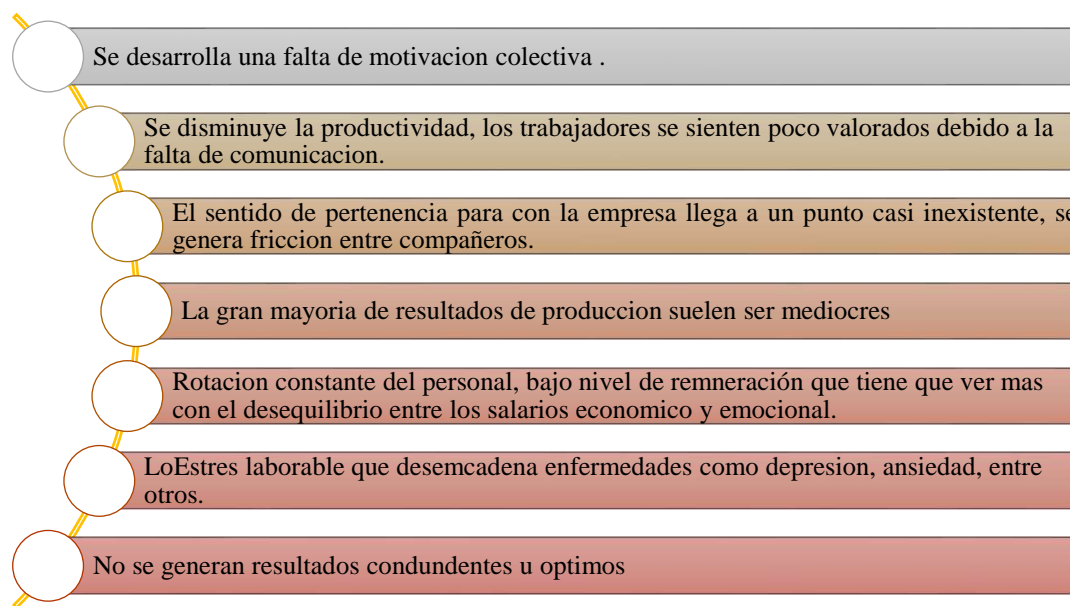 Se desarrolla una falta de motivacion colectiva .
Se disminuye la productividad, los trabajadores se sienten poco valorados debido a la
falta de comunicacion.
El sentido de pertenencia para con la empresa llega a un punto casi inexistente, se
genera friccion entre compañeros.
La gran mayoria de resultados de produccion suelen ser mediocres
Rotacion constante del personal, bajo nivel de remneración que tiene que ver mas
con el desequilibrio entre los salarios economico y emocional.
LoEstres laborable que desemcadena enfermedades como depresion, ansiedad, entre
otros.
No se generan resultados condundentes u optimos